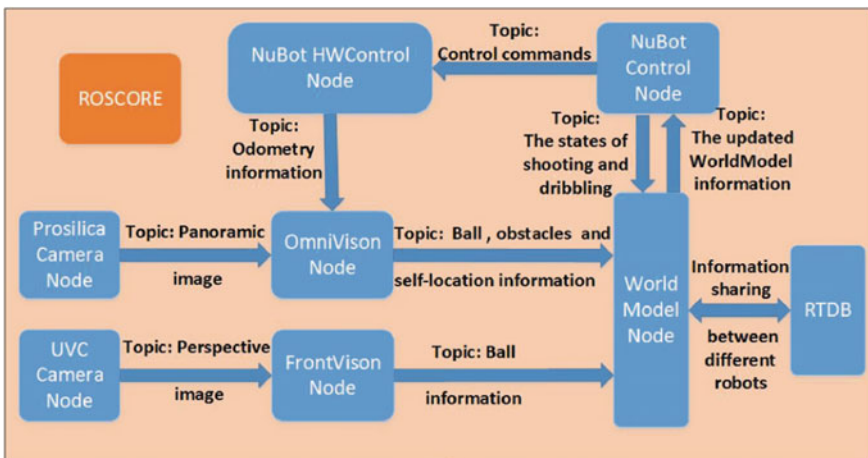 ROSCORE
NuBot HWControl
Node
Topic:
Control commands
NuBot
Control
Node
Topic:
Odometry
information
Topic:
The states of
shooting and
dribbling
Topic:
The updated
WorldModel
information
Prosilica
Camera
Node
Topic: Panoramic
image
OmniVison
Node
Topic: Ball , obstacles and
self-location information
World
Model
Node
Information
sharing
between
different
robots
RTDB
UVC
Camera
Node
Topic: Perspective
image
FrontVison
Node
Topic: Ball
information